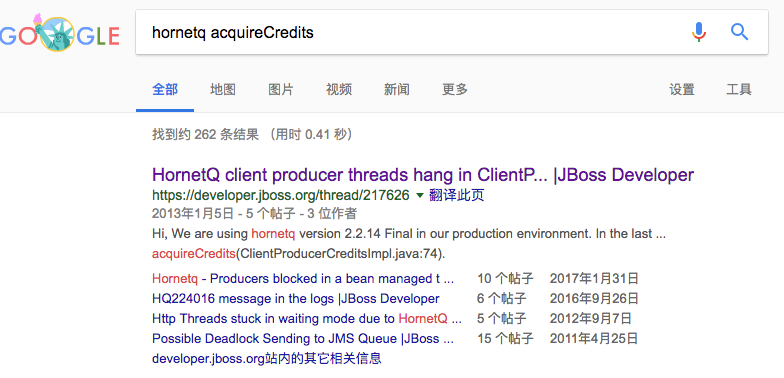 GOOGLE
hornetq acquireCredits
全部 地图 图片 视频 新闻 更多 设置 工具
找到约 262 条结果 （用时 0.41 秒）
HornetQ client producer threads hang in ClientP... |JBoss Developer
https://developer.jboss.org/thread/217626 翻译此页
2013年1月5日 - 5 个帖子 - 3 位作者
Hi, We are using hornetq version 2.2.14 Final in our production environment. In the last ...
acquireCredits(ClientProducerCreditsImpl.java:74).
Hornetq - Producers blocked in a bean managed t ... 10 个帖子 2017年1月31日
HQ224016 message in the logs |JBoss Developer 6 个帖子 2016年9月26日
Http Threads stuck in waiting mode due to HornetQ ... 5 个帖子 2012年9月7日
Possible Deadlock Sending to JMS Queue |JBoss ... 15 个帖子 2011年4月25日
developer.jboss.org站内的其它相关信息